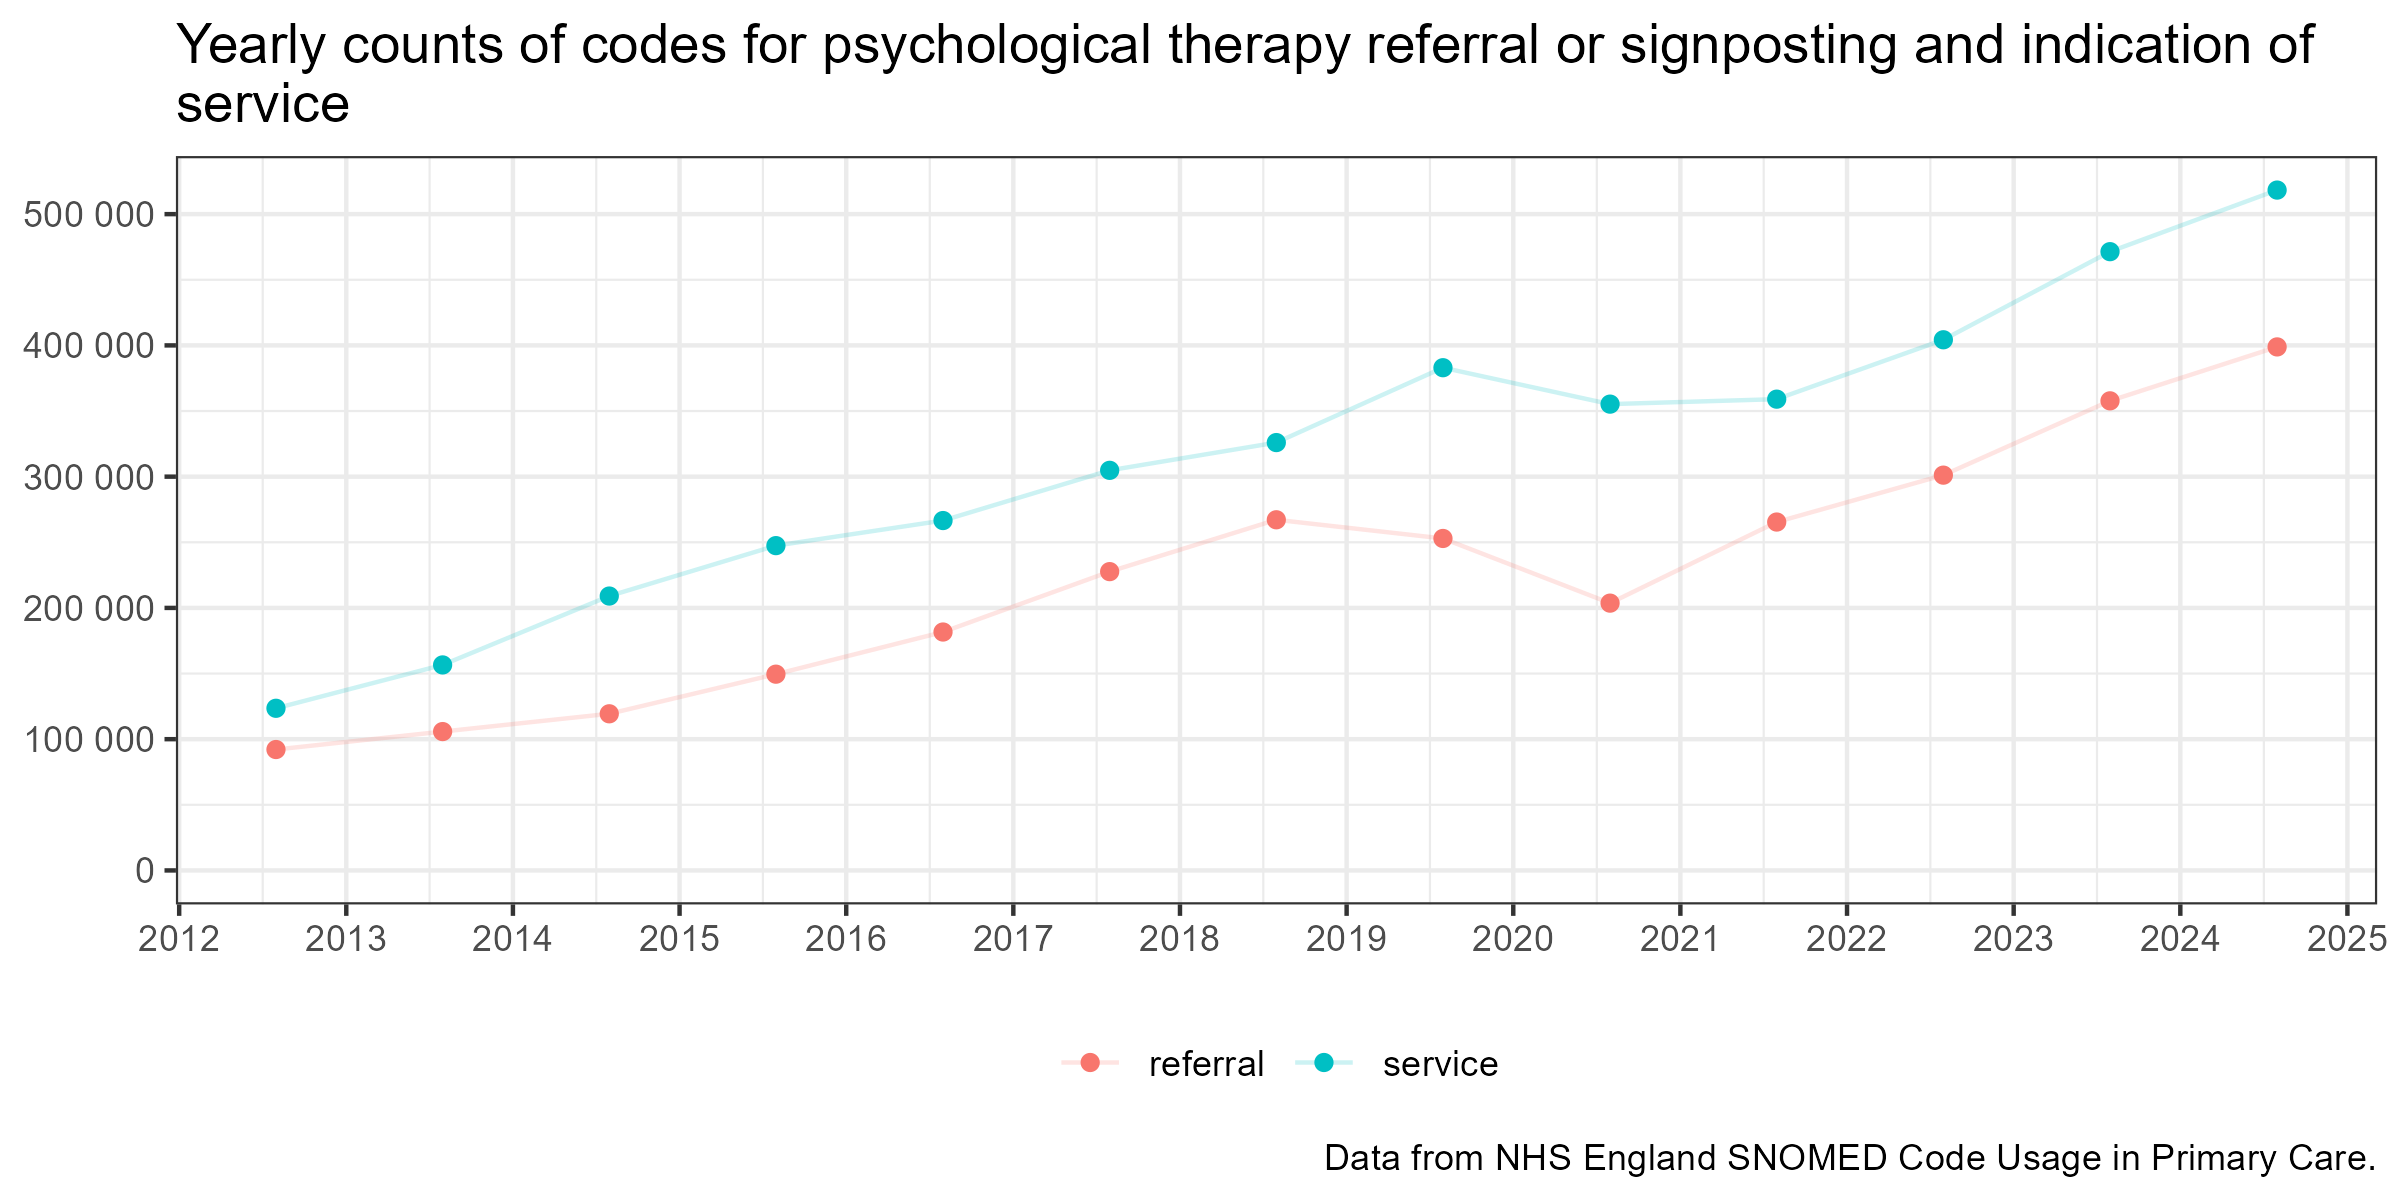 Yearly counts of codes for psychological therapy referral or signposting and indication of
service
500 000
400 000
300 000
200 000
100 000
0
2012 2013 2014 2015 2016 2017 2018 2019 2020 2021 2022 2023 2024 2025
referral service
Data from NHS England SNOMED Code Usage in Primary Care.